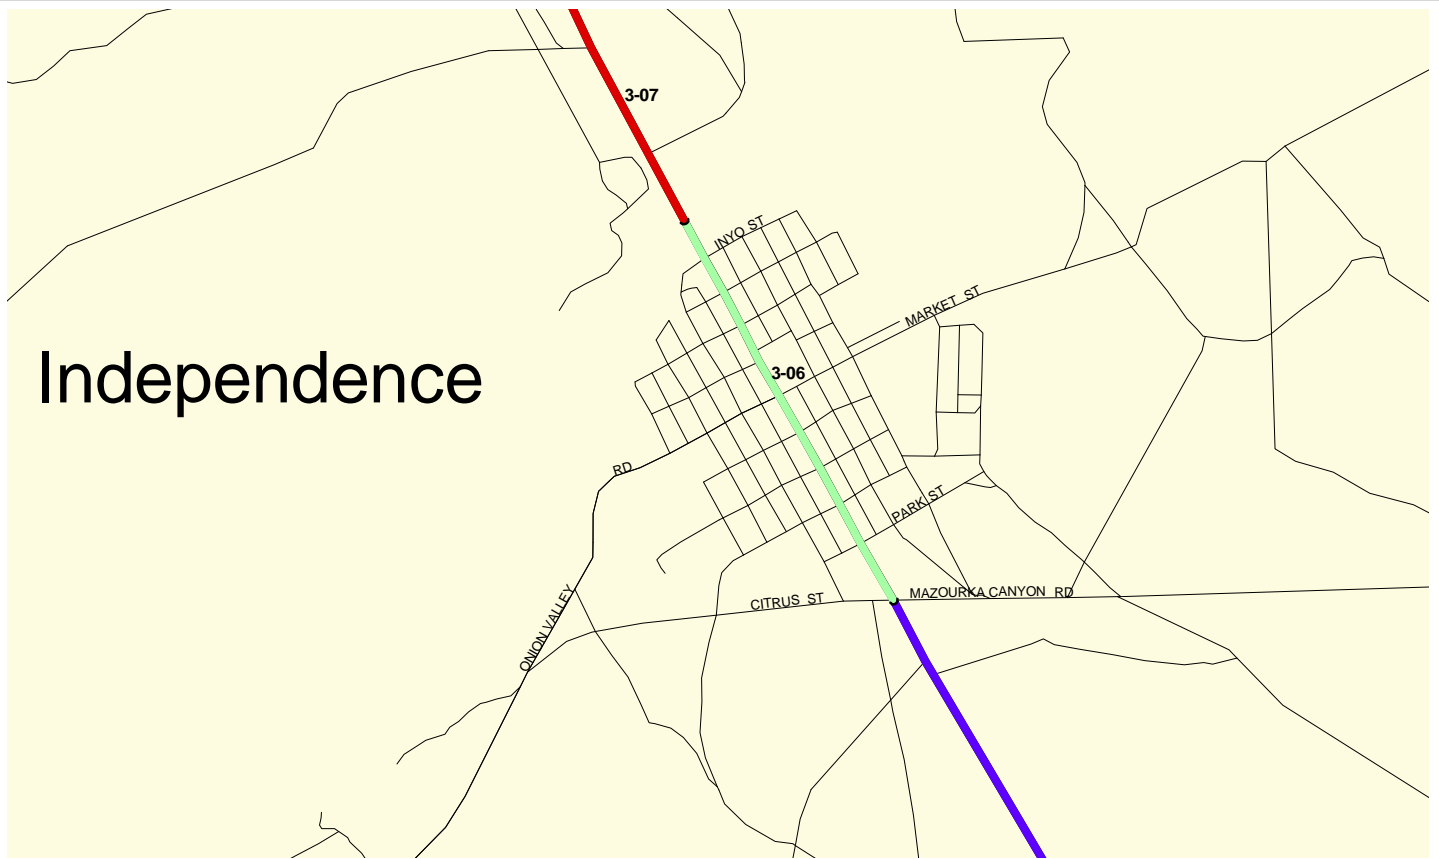 3-07
INYO ST
MARKET ST
Independence
3-06
RD
PARK ST
ONION VALLEY
CITRUS ST
MAZOURKA CANYON RD